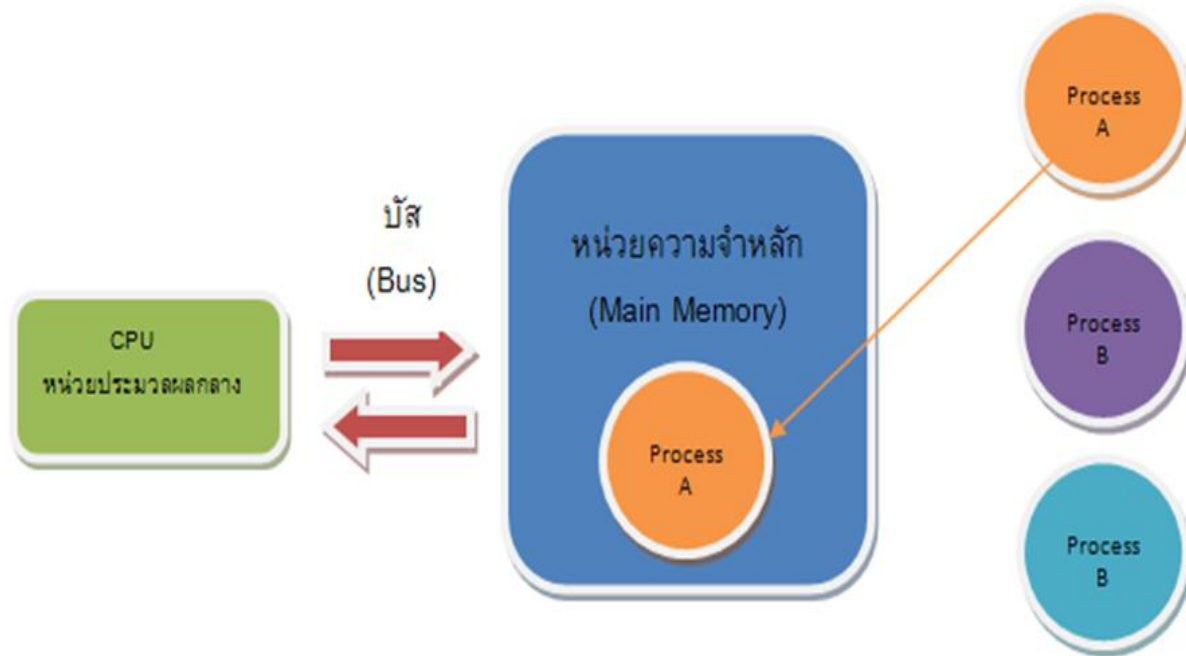 บัส
(Bus)
CPU
หน่วยประมวลผลกลาง
หน่วยความจำหลัก
(Main Memory)
Process
A
Process
A
Process
B
Process
B